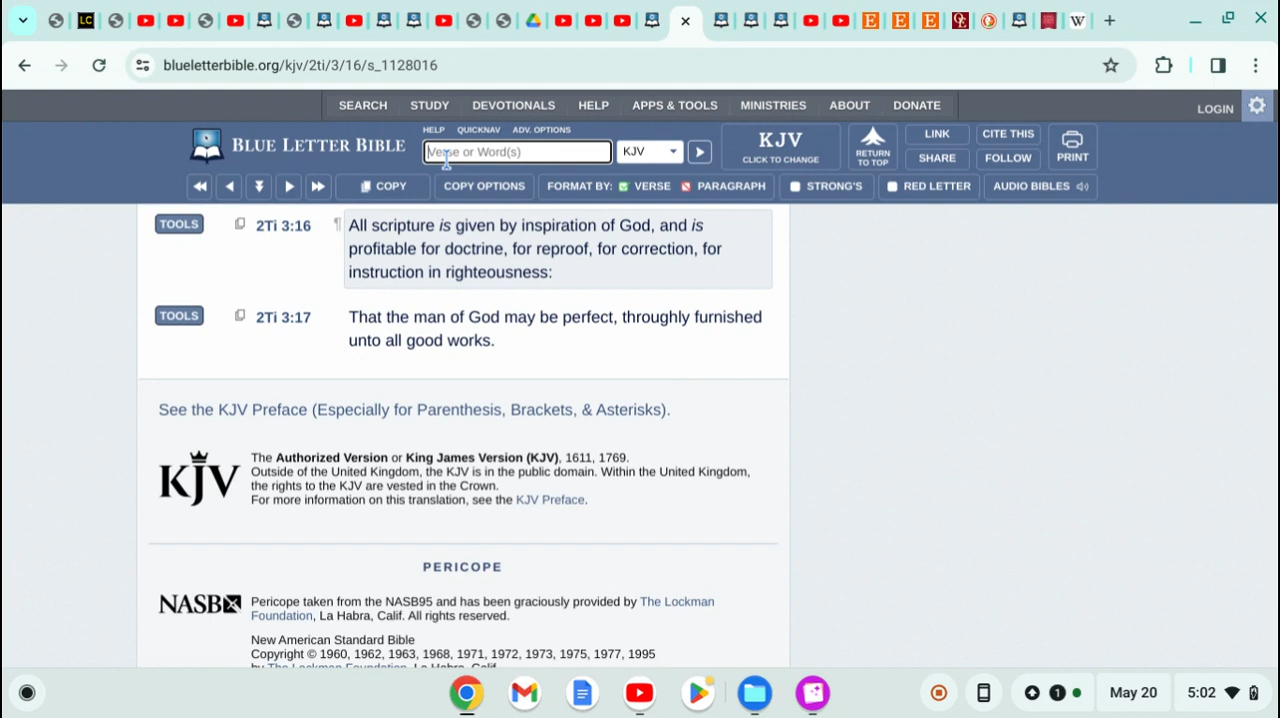 LC
E
E
E
OE
W
blueletterbible.org/kjv/2ti/3/16/s_1128016
SEARCH STUDY DEVOTIONALS HELP APPS & TOOLS MINISTRIES ABOUT DONATE LOGIN
HELP QUICKNAV ADV. OPTIONS
BLUE LETTER BIBLE
Verse or Word(s)
KJV
KJV
CLICK TO CHANGE
RETURN
TO TOP
LINK
SHARE
CITE THIS
FOLLOW
PRINT
COPY COPY OPTIONS FORMAT BY: VERSE PARAGRAPH STRONG'S RED LETTER AUDIO BIBLES
TOOLS 2Ti 3:16 ¶ All scripture is given by inspiration of God, and is
profitable for doctrine, for reproof, for correction, for
instruction in righteousness:
TOOLS 2Ti 3:17 That the man of God may be perfect, throughly furnished
unto all good works.
See the KJV Preface (Especially for Parenthesis, Brackets, & Asterisks).
KJV
The Authorized Version or King James Version (KJV), 1611, 1769.
Outside of the United Kingdom, the KJV is in the public domain. Within the United Kingdom,
the rights to the KJV are vested in the Crown.
For more information on this translation, see the KJV Preface.
PERICOPE
NASB
Pericope taken from the NASB95 and has been graciously provided by The Lockman
Foundation, La Habra, Calif. All rights reserved.
New American Standard Bible
Copyright © 1960, 1962, 1963, 1968, 1971, 1972, 1973, 1975, 1977, 1995
by The Lockman Foundation, La Habra, Calif.
1
May 20
5:02